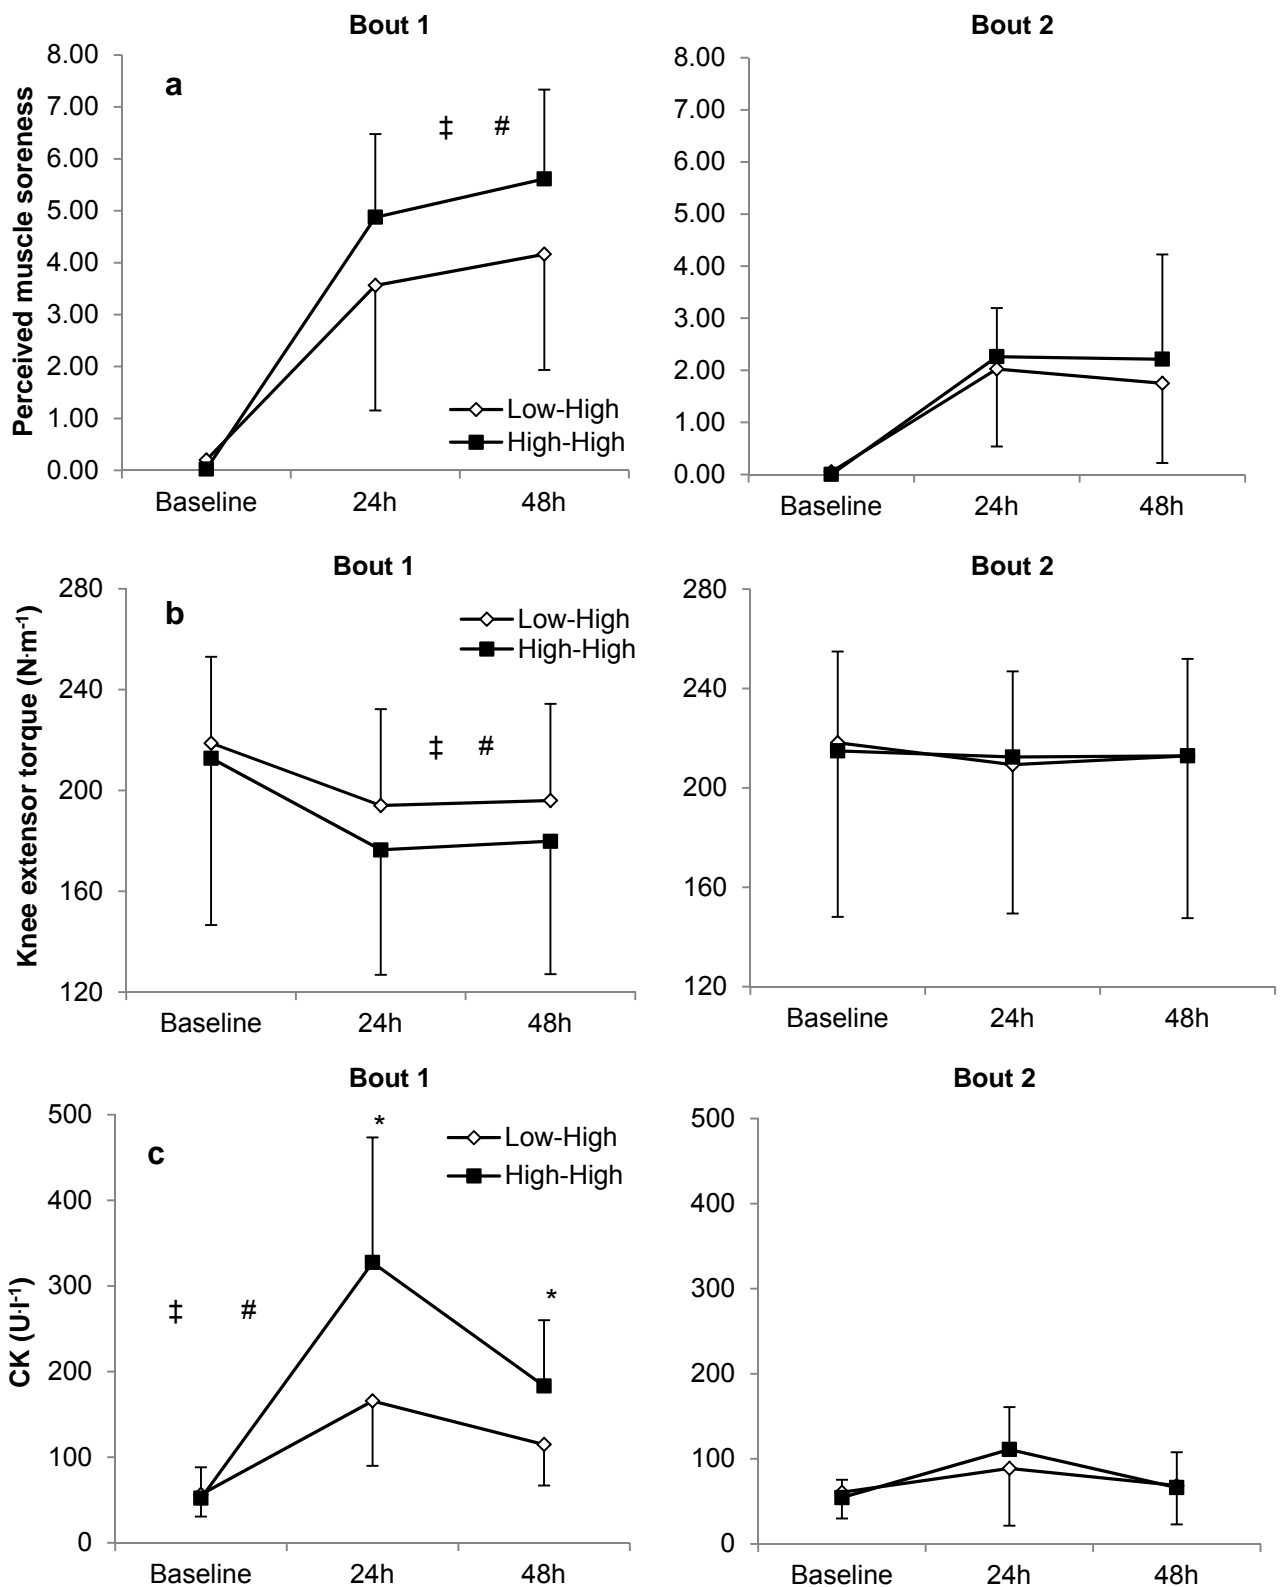 Bout 1
Bout 2
8.00
7.00
6.00
5.00
4.00
3.00
2.00
1.00
0.00
Perceived muscle soreness
a
‡ #
Low-High
High-High
Baseline 24h 48h
8.00
7.00
6.00
5.00
4.00
3.00
2.00
1.00
0.00
Baseline 24h 48h
Bout 1
Bout 2
280
240
200
160
120
Knee extensor torque (N·m-1)
b
Low-High
High-High
‡ #
Baseline 24h 48h
280
240
200
160
120
Baseline 24h 48h
Bout 1
Bout 2
500
400
300
200
100
0
CK (U·l-1)
c
*
Low-High
High-High
*
‡ #
Baseline 24h 48h
500
400
300
200
100
0
Baseline 24h 48h